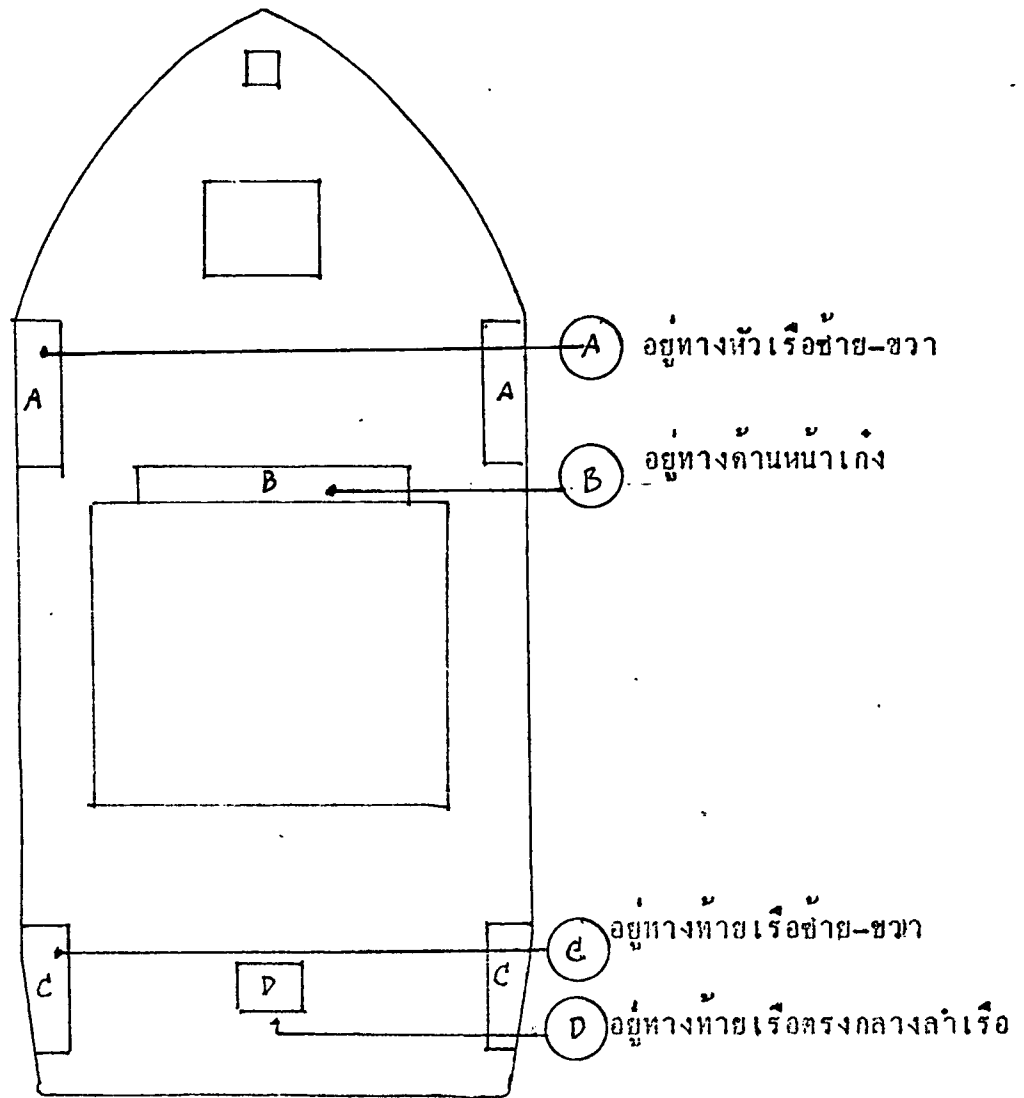 A อยู่ทางหัวเรือซ้าย-ขวา
A A
B อยู่ทางด้านหน้าเก๋ง
B
C อยู่ทางท้ายเรือซ้าย-ขวา
C D C
D อยู่ทางท้ายเรือตรงกลางลำเรือ